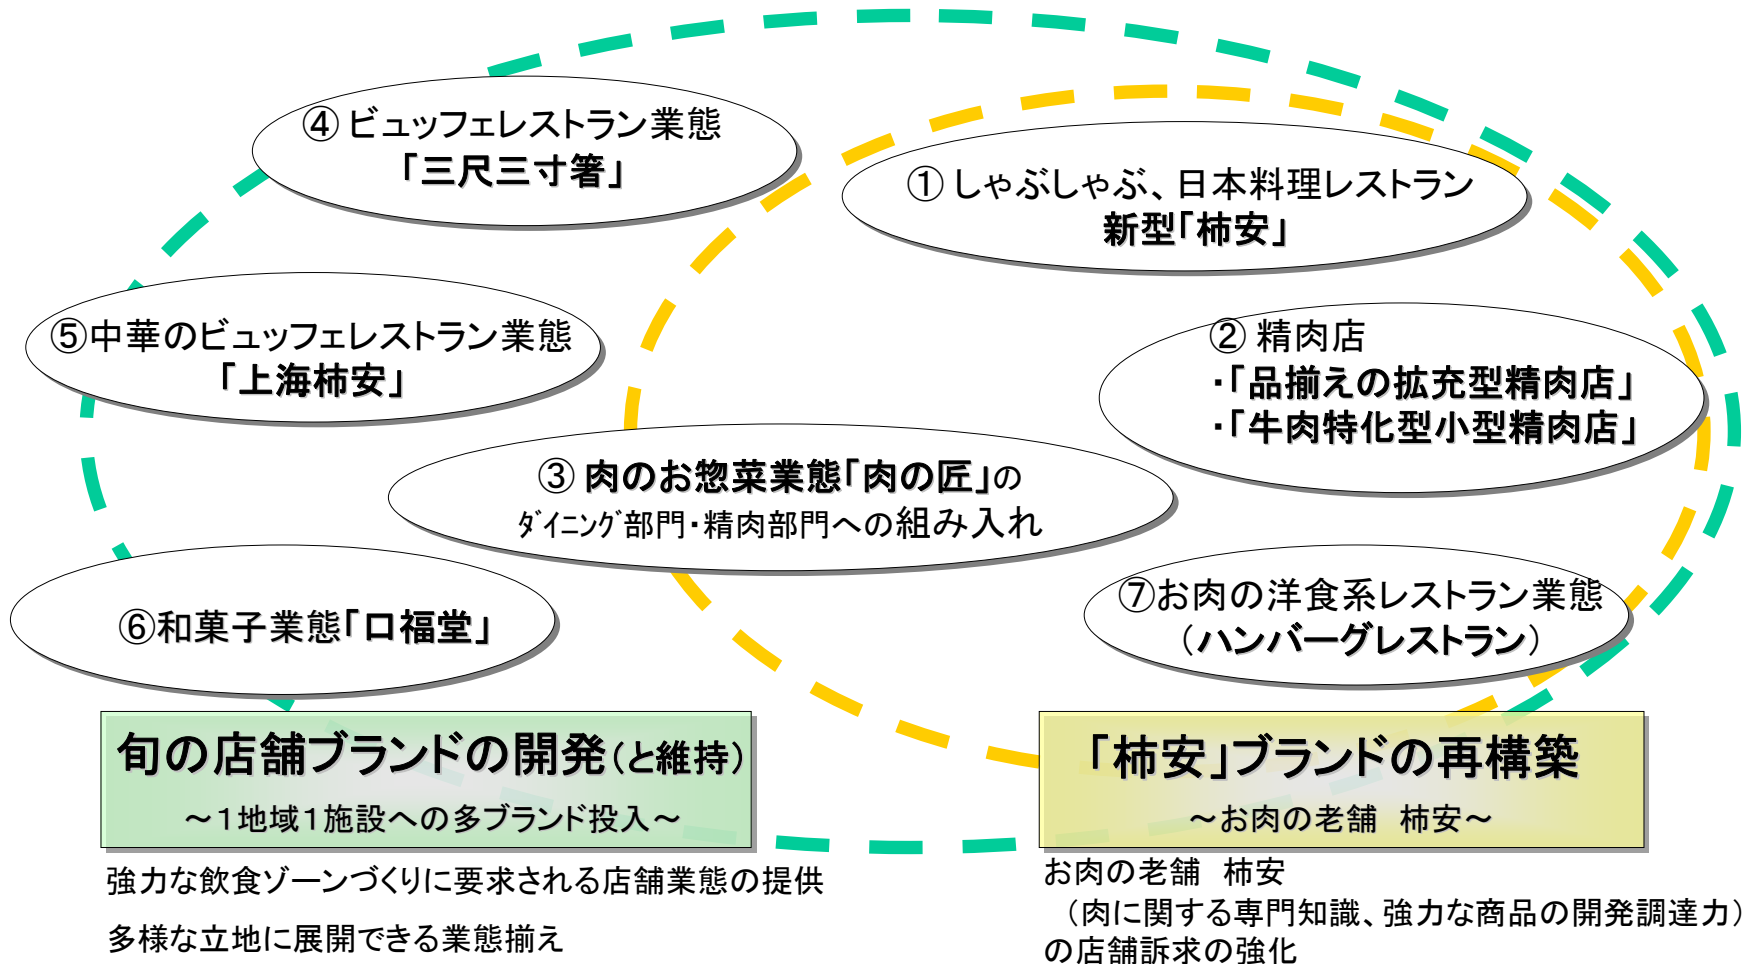 ④ ビュッフェレストラン業態
「三尺三寸箸」
① しゃぶしゃぶ、日本料理レストラン
新型「柿安」
⑤中華のビュッフェレストラン業態
「上海柿安」
② 精肉店
・「品揃えの拡充型精肉店」
・「牛肉特化型小型精肉店」
③ 肉のお惣菜業態「肉の匠」の
ﾀﾞｲﾆﾝｸﾞ部門・精肉部門への組み入れ
⑥和菓子業態「口福堂」
⑦お肉の洋食系レストラン業態
（ハンバーグレストラン）
旬の店舗ブランドの開発（と維持）
～１地域１施設への多ブランド投入～
強力な飲食ゾーンづくりに要求される店舗業態の提供
多様な立地に展開できる業態揃え
「柿安」ブランドの再構築
～お肉の老舗　柿安～
お肉の老舗　柿安
（肉に関する専門知識、強力な商品の開発調達力）
の店舗訴求の強化